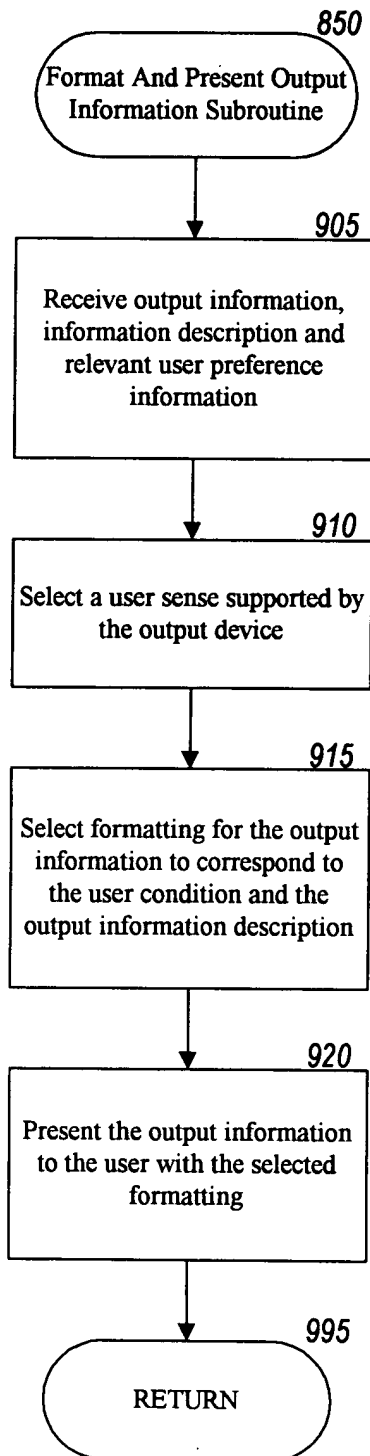 850
Format And Present Output
Information Subroutine
905
Receive output information,
information description and
relevant user preference
information
910
Select a user sense supported by
the output device
915
Select formatting for the output
information to correspond to
the user condition and the
output information description
920
Present the output information
to the user with the selected
formatting
995
RETURN